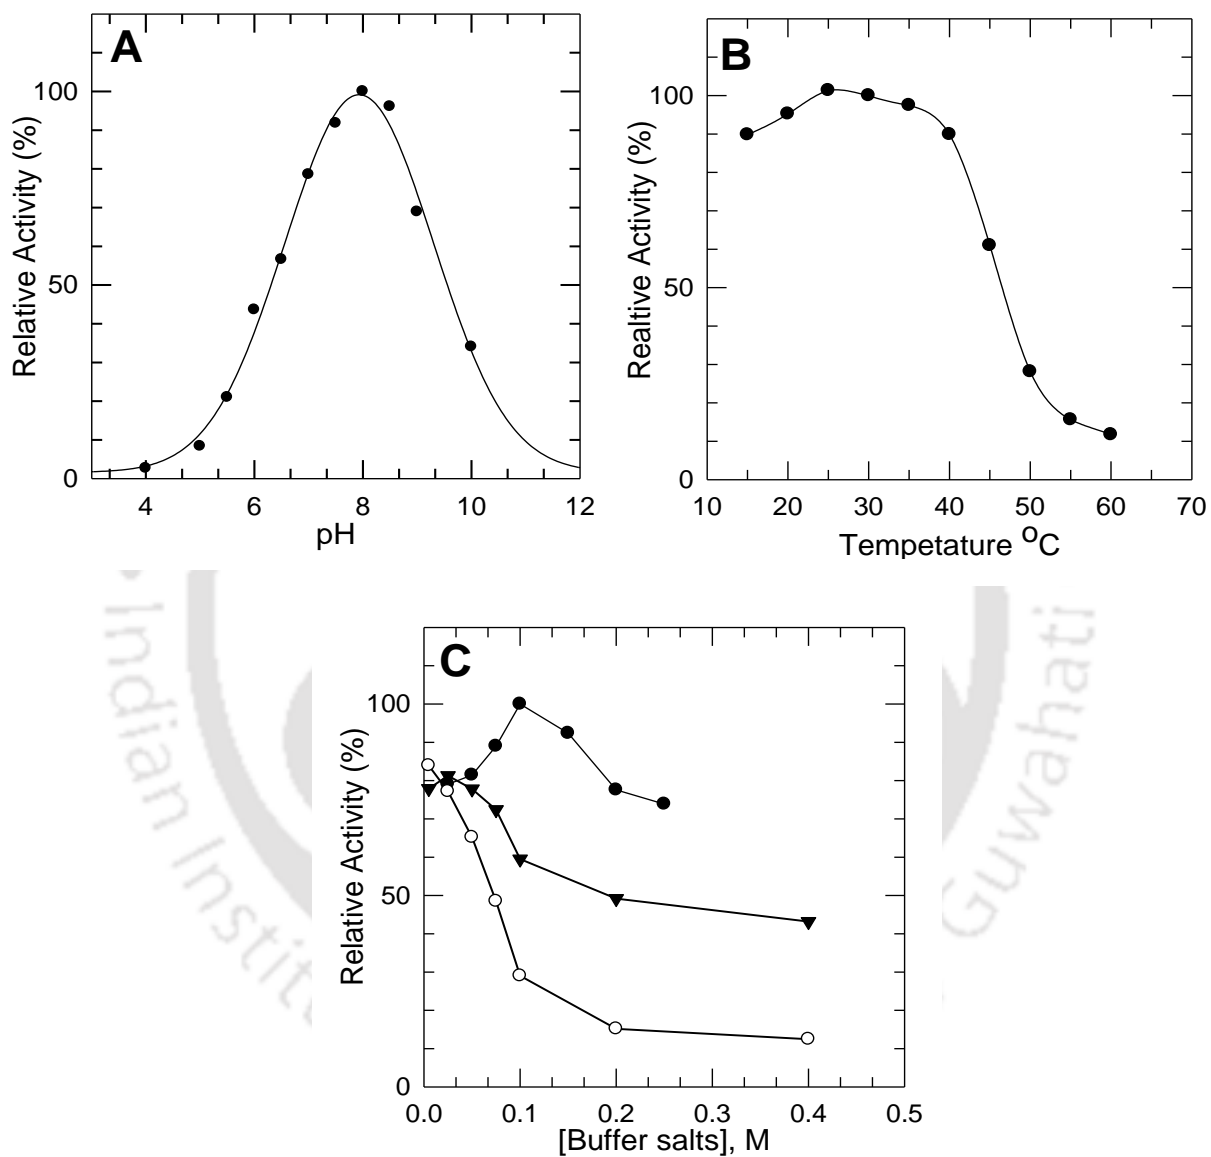 A
Relative Activity (%)
100
50
0
4 6 8 10 12
pH
B
Realtive Activity (%)
100
50
0
10 20 30 40 50 60 70
Tempetature °C
C
Relative Activity (%)
100
50
0
0.0 0.1 0.2 0.3 0.4 0.5
[Buffer salts], M
Indian Institu
Guwahati